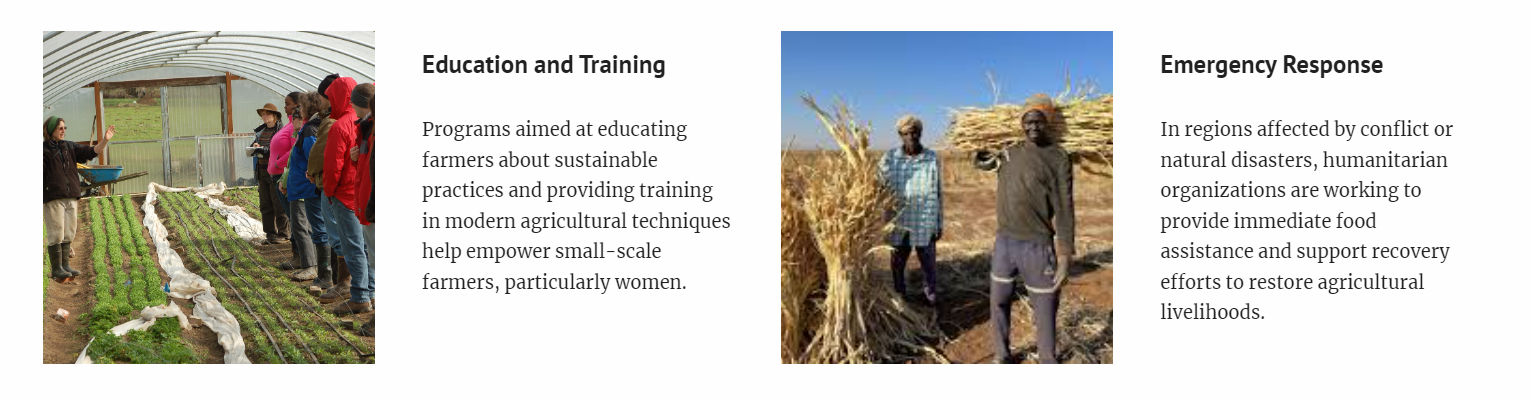 Education and Training
Programs aimed at educating
farmers about sustainable
practices and providing training
in modern agricultural techniques
help empower small-scale
farmers, particularly women.
Emergency Response
In regions affected by conflict or
natural disasters, humanitarian
organizations are working to
provide immediate food
assistance and support recovery
efforts to restore agricultural
livelihoods.